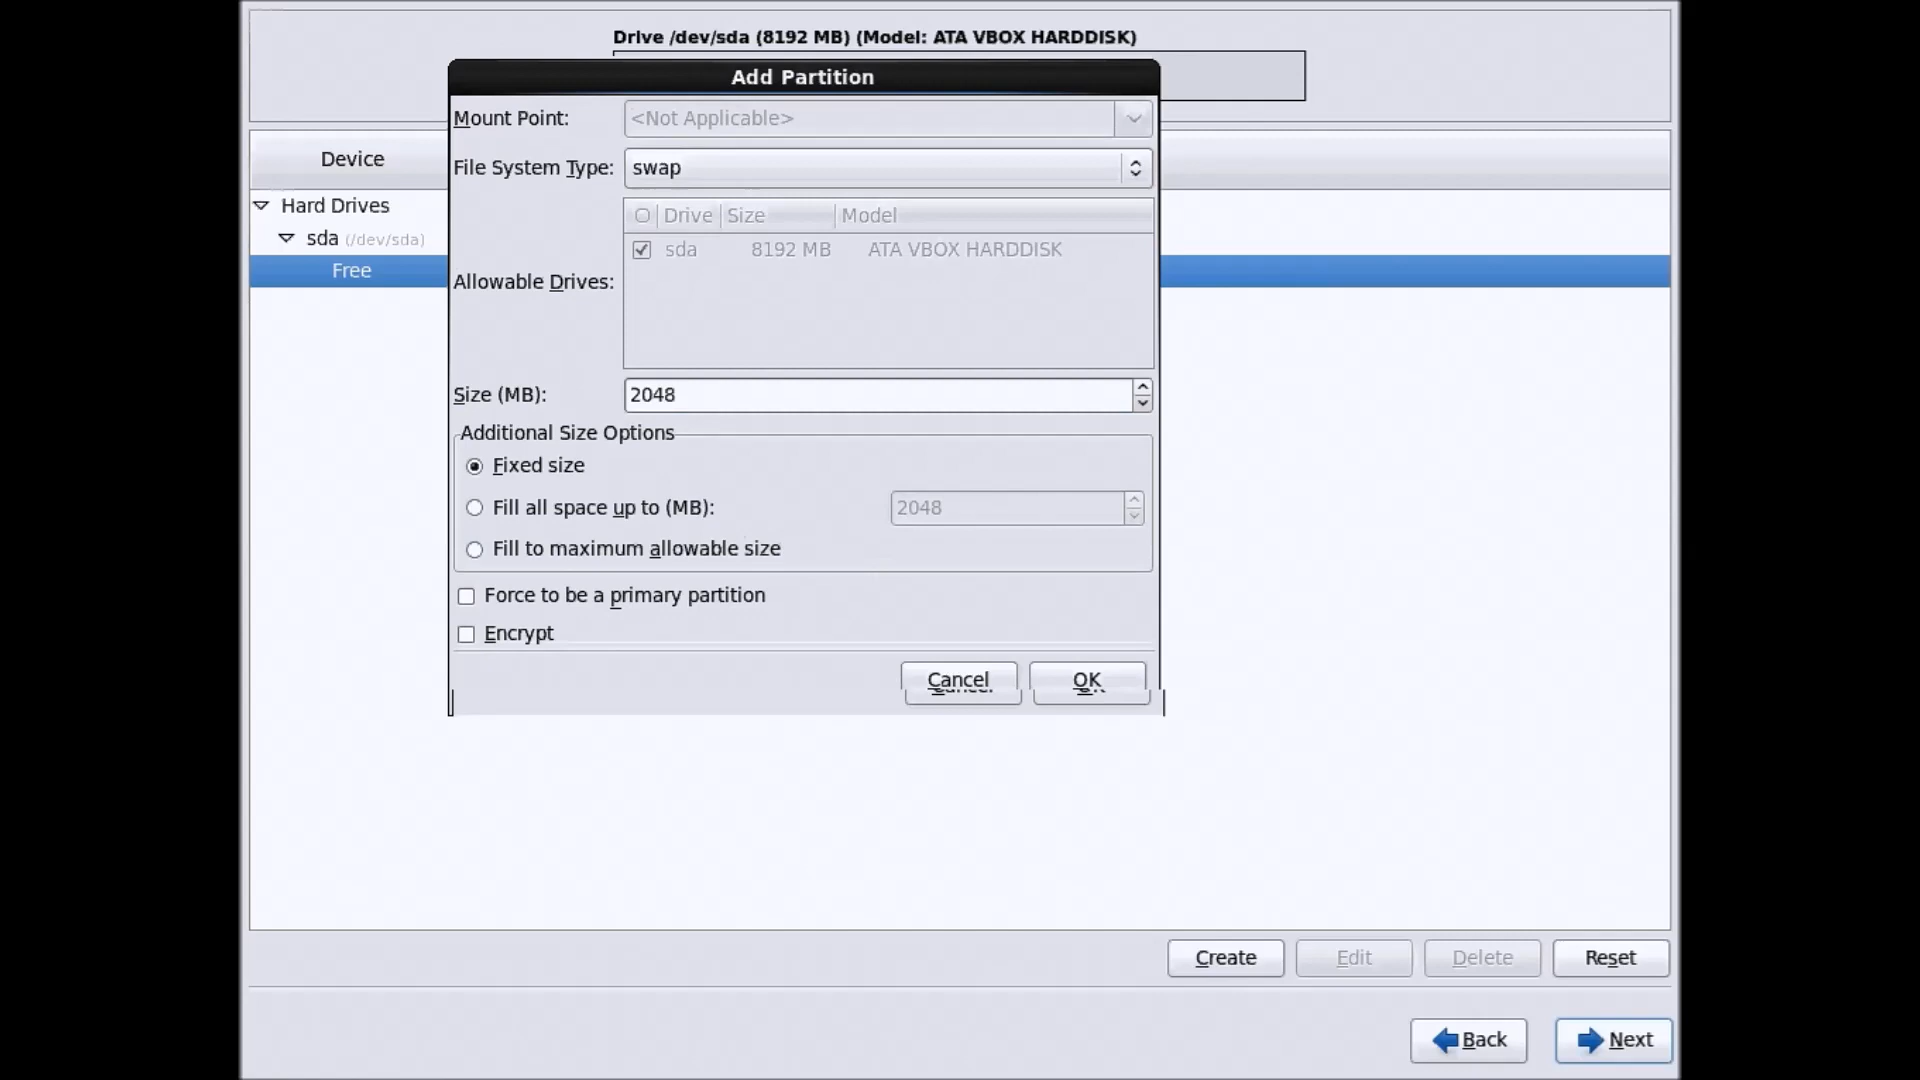 Drive /dev/sda (8192 MB) (Model: ATA VBOX HARDDISK)
Add Partition
Mount Point: <Not Applicable>
Device
File System Type: swap
Hard Drives
sda (/dev/sda)
Free
Drive Size Model
sda 8192 MB ATA VBOX HARDDISK
Allowable Drives:
Size (MB): 2048
Additional Size Options
Fixed size
Fill all space up to (MB): 2048
Fill to maximum allowable size
Force to be a primary partition
Encrypt
Cancel OK
Create Edit Delete Reset
Back Next